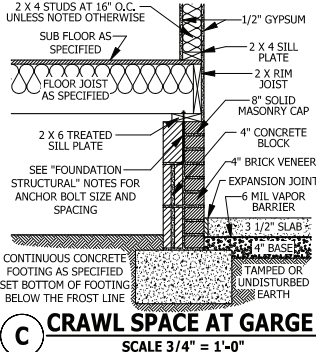 2 X 4 STUDS AT 16" O.C.
UNLESS NOTED OTHERWISE
SUB FLOOR AS
SPECIFIED
FLOOR JOIST
AS SPECIFIED
2 X 6 TREATED
SILL PLATE
SEE "FOUNDATION
STRUCTURAL" NOTES FOR
ANCHOR BOLT SIZE AND
SPACING
CONTINUOUS CONCRETE
FOOTING AS SPECIFIED
SET BOTTOM OF FOOTING
BELOW THE FROST LINE
1/2" GYPSUM
2 X 4 SILL
PLATE
2 X RIM
JOIST
8" SOLID
MASONRY CAP
4" CONCRETE
BLOCK
4" BRICK VENEER
EXPANSION JOINT
6 MIL VAPOR
BARRIER
3 1/2" SLAB
4" BASE
TAMPED OR
UNDISTURBED
EARTH
C
CRAWL SPACE AT GARGE
SCALE 3/4" = 1'-0"